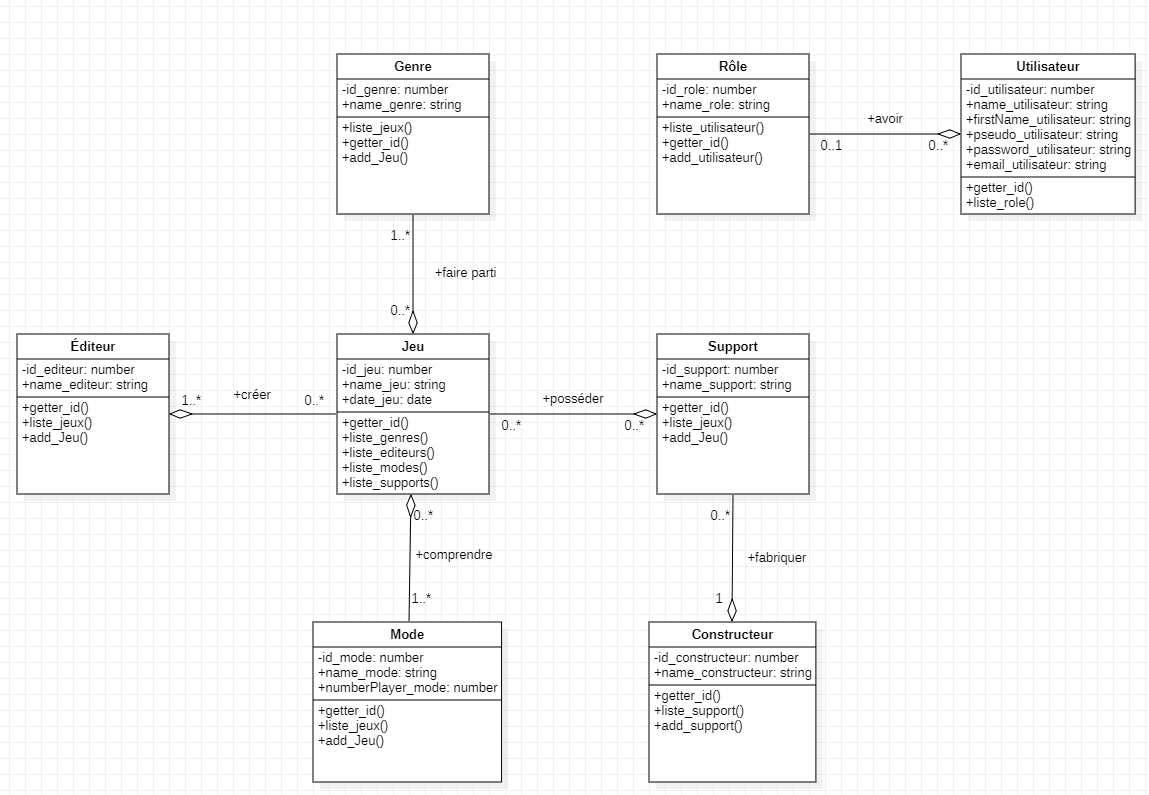 Genre
-id_genre: number
+name_genre: string
+liste_jeux()
+getter_id()
+add_Jeu()
Rôle
-id_role: number
+name_role: string
+liste_utilisateur()
+getter_id()
+add_utilisateur()
+avoir
0..1
0..*
Utilisateur
-id_utilisateur: number
+name_utilisateur: string
+firstName_utilisateur: string
+pseudo_utilisateur: string
+password_utilisateur: string
+email_utilisateur: string
+getter_id()
+liste_role()
1..*
+faire parti
0..*
Éditeur
-id_editeur: number
+name_editeur: string
+getter_id()
+liste_jeux()
+add_Jeu()
1..*
+créer
0..*
Jeu
-id_jeu: number
+name_jeu: string
+date_jeu: date
+getter_id()
+liste_genres()
+liste_editeurs()
+liste_modes()
+liste_supports()
+posséder
0..*
0..*
Support
-id_support: number
+name_support: string
+getter_id()
+liste_jeux()
+add_Jeu()
0..*
+comprendre
1..*
0..*
+fabriquer
1
Mode
-id_mode: number
+name_mode: string
+numberPlayer_mode: number
+getter_id()
+liste_jeux()
+add_Jeu()
Constructeur
-id_constructeur: number
+name_constructeur: string
+getter_id()
+liste_support()
+add_support()